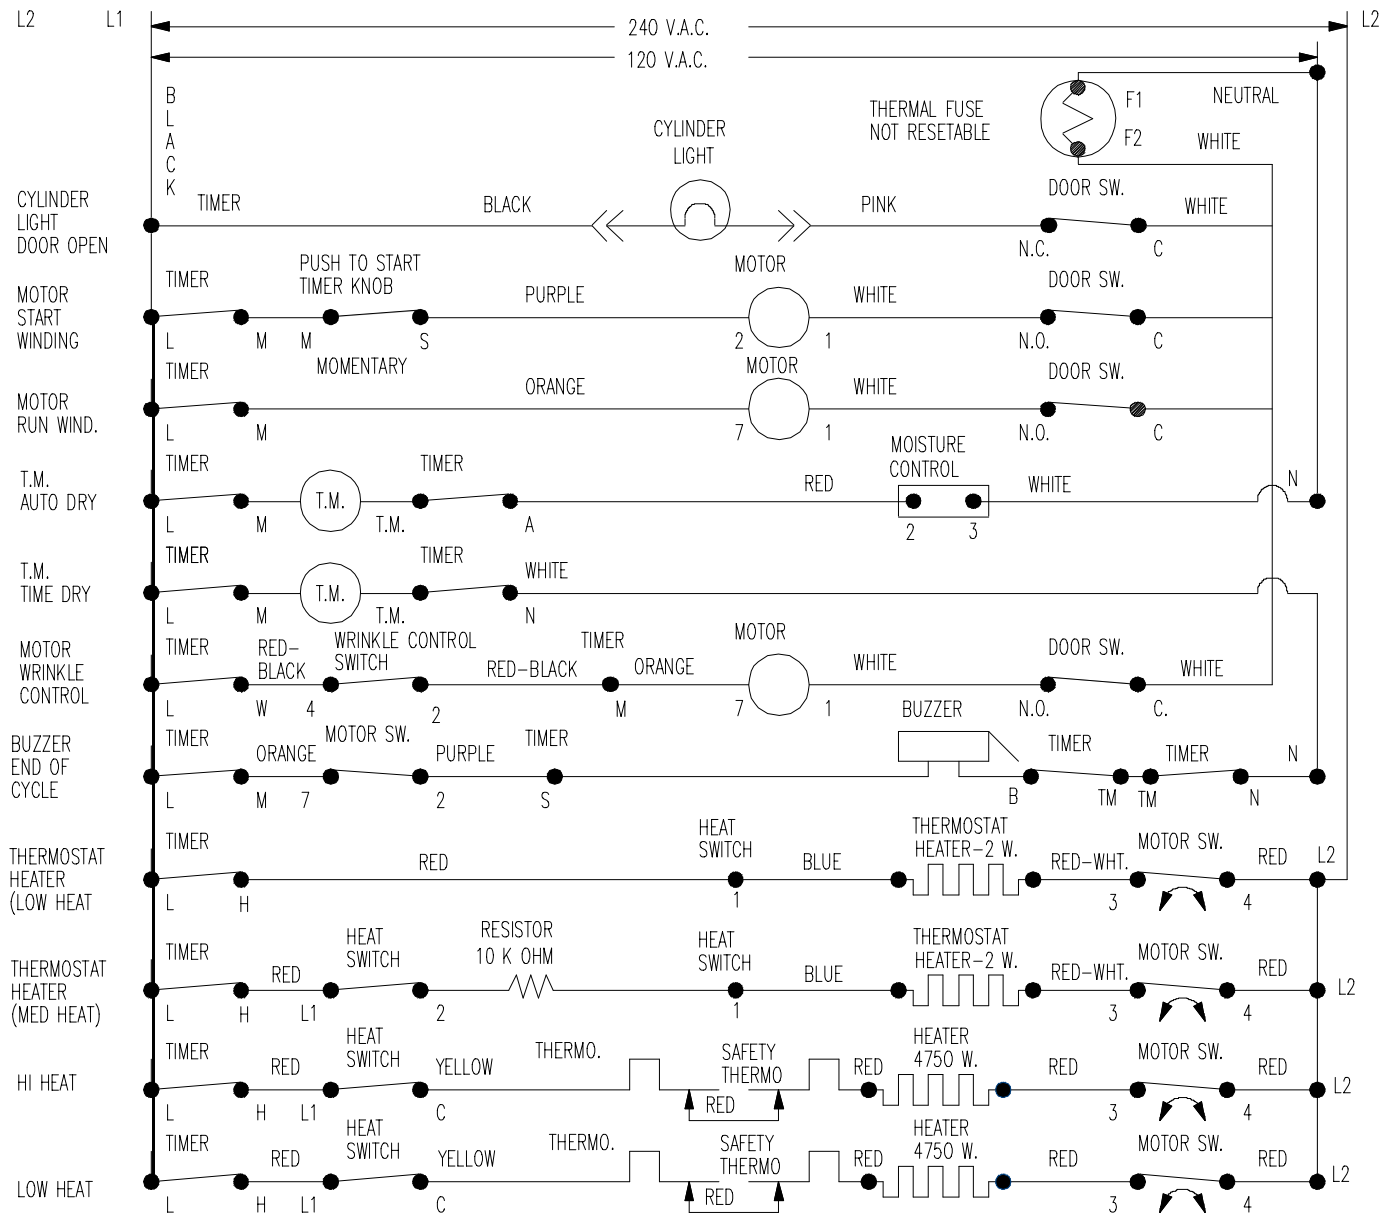 L2 L1 240 V.A.C. L2
120 V.A.C.
BLACK
THERMAL FUSE
NOT RESETABLE
F1
F2
NEUTRAL
WHITE
CYLINDER
LIGHT
CYLINDER
LIGHT
DOOR OPEN
TIMER BLACK PINK DOOR SW. WHITE
N.C. C
MOTOR
START
WINDING
TIMER PUSH TO START
TIMER KNOB
PURPLE MOTOR WHITE DOOR SW.
L M M S 2 1 N.O. C
MOMENTARY
MOTOR
RUN WIND.
TIMER ORANGE MOTOR WHITE DOOR SW.
L M 7 1 N.O. C
T.M.
AUTO DRY
TIMER T.M. TIMER RED MOISTURE
CONTROL
WHITE N
L M T.M. A 2 3
T.M.
TIME DRY
TIMER T.M. TIMER WHITE
L M T.M. N
MOTOR
WRINKLE
CONTROL
TIMER RED-
BLACK
WRINKLE CONTROL
SWITCH
RED-BLACK TIMER ORANGE MOTOR WHITE DOOR SW. WHITE
L W 4 2 M 7 1 N.O. C.
BUZZER
END OF
CYCLE
TIMER ORANGE MOTOR SW. PURPLE TIMER BUZZER TIMER TIMER N
L M 7 2 S B TM TM N
THERMOSTAT
HEATER
(LOW HEAT
TIMER RED HEAT
SWITCH
BLUE THERMOSTAT
HEATER-2 W.
RED-WHT. MOTOR SW. RED L2
L H 1 3 4
THERMOSTAT
HEATER
(MED HEAT)
TIMER RED HEAT
SWITCH
RESISTOR
10 K OHM
HEAT
SWITCH
BLUE THERMOSTAT
HEATER-2 W.
RED-WHT. MOTOR SW. RED L2
L H L1 2 1 3 4
HI HEAT
TIMER RED HEAT
SWITCH
YELLOW THERMO. SAFETY
THERMO
RED RED HEATER
4750 W.
RED MOTOR SW. RED L2
L H L1 C 3 4
LOW HEAT
TIMER RED HEAT
SWITCH
YELLOW THERMO. SAFETY
THERMO
RED RED HEATER
4750 W.
RED MOTOR SW. RED L2
L H L1 C 3 4